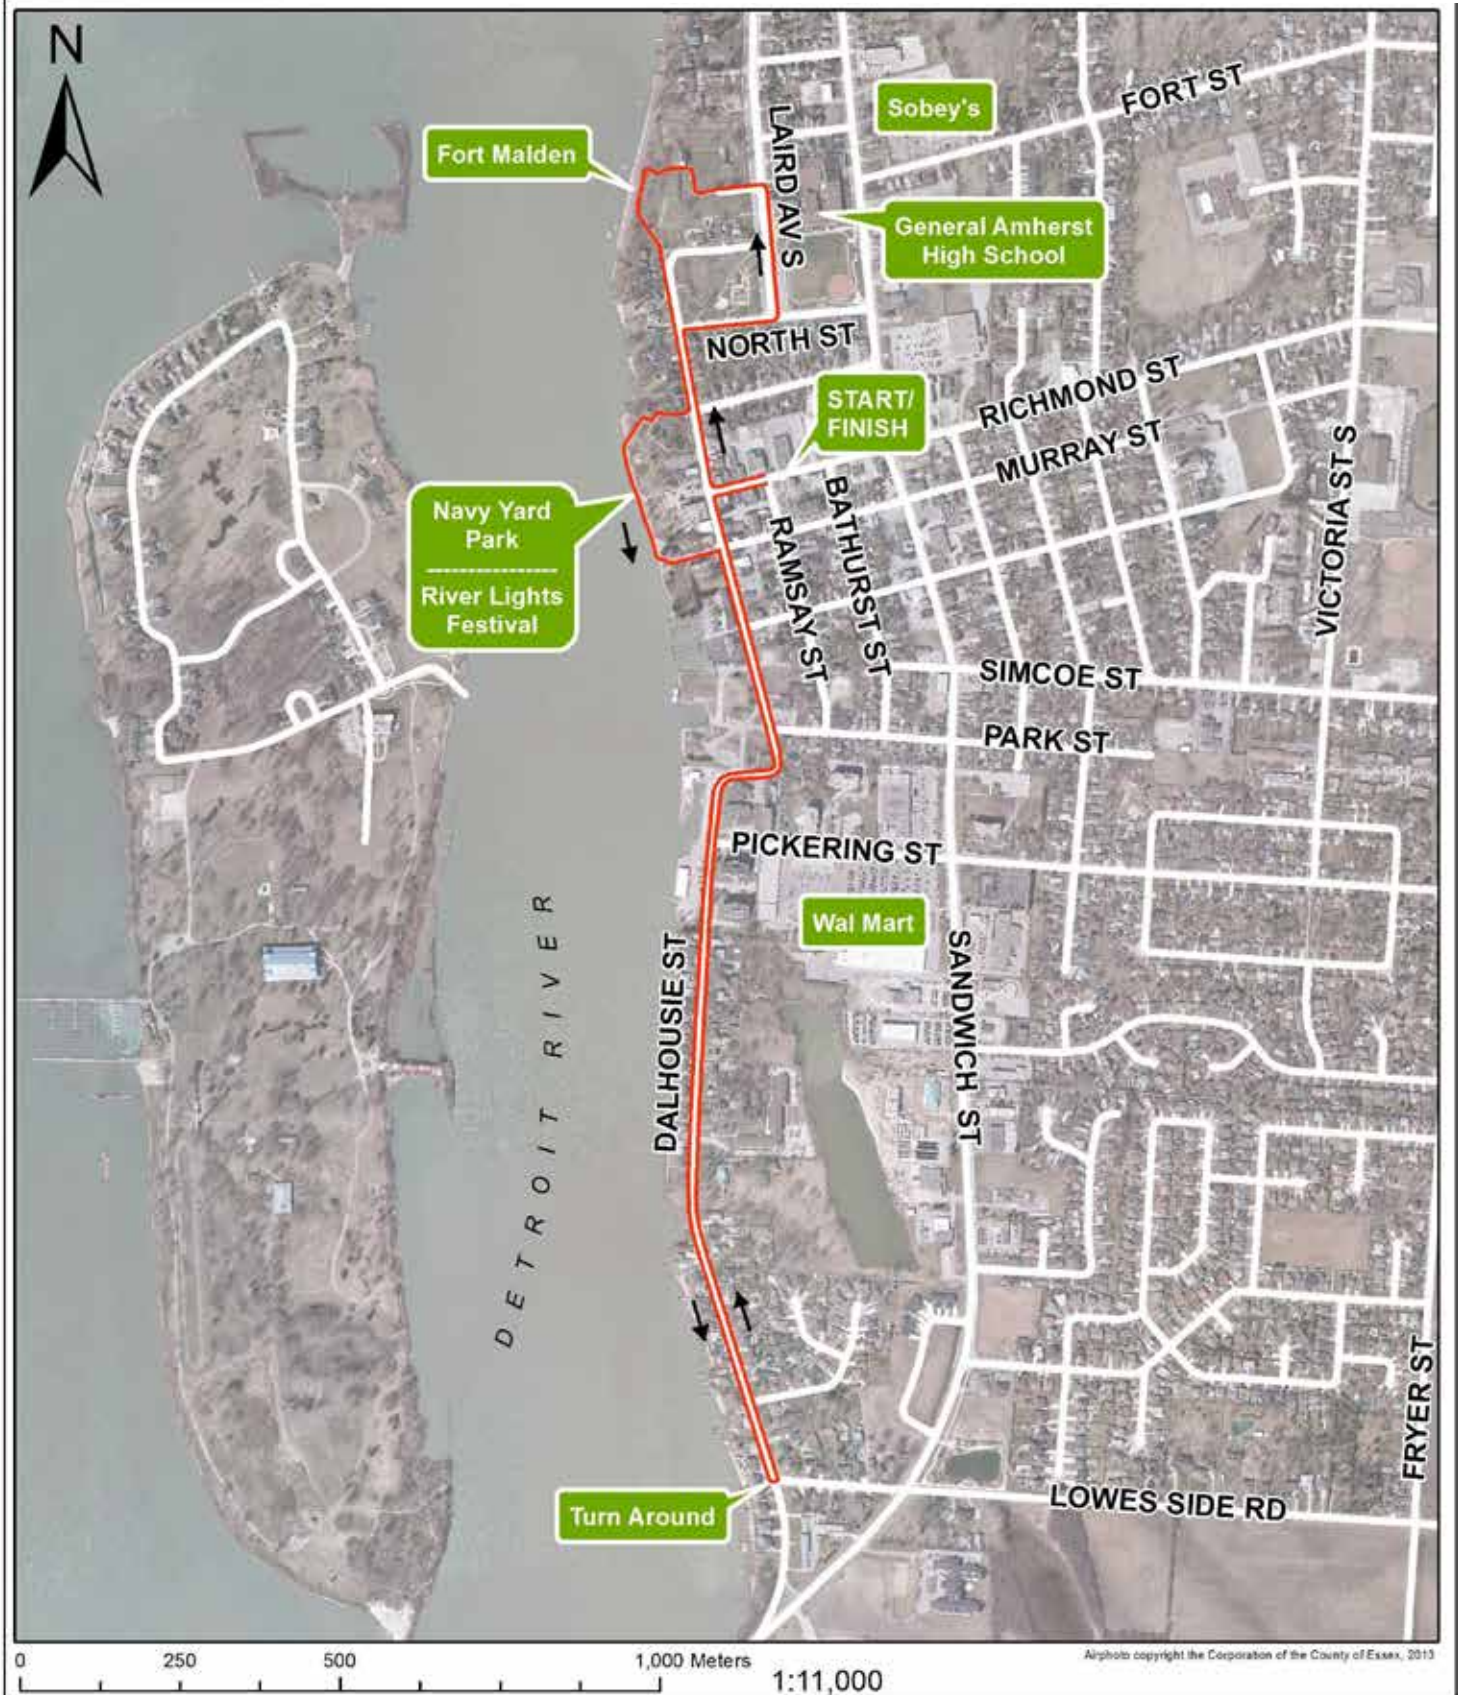 N
Fort Malden
Sobey's
FORT ST
LAIRD AV S
General Amherst
High School
NORTH ST
START/
FINISH
RICHMOND ST
MURRAY ST
Navy Yard
Park
--------------
River Lights
Festival
RAMSAY ST
BATHURST ST
VICTORIA ST S
SIMCOE ST
PARK ST
PICKERING ST
Wal Mart
DETROIT RIVER
DALHOUSIE ST
SANDWICH ST
FRYER ST
Turn Around
LOWES SIDE RD
0 250 500 1,000 Meters
1:11,000
Airphoto copyright the Corporation of the County of Essex, 2013